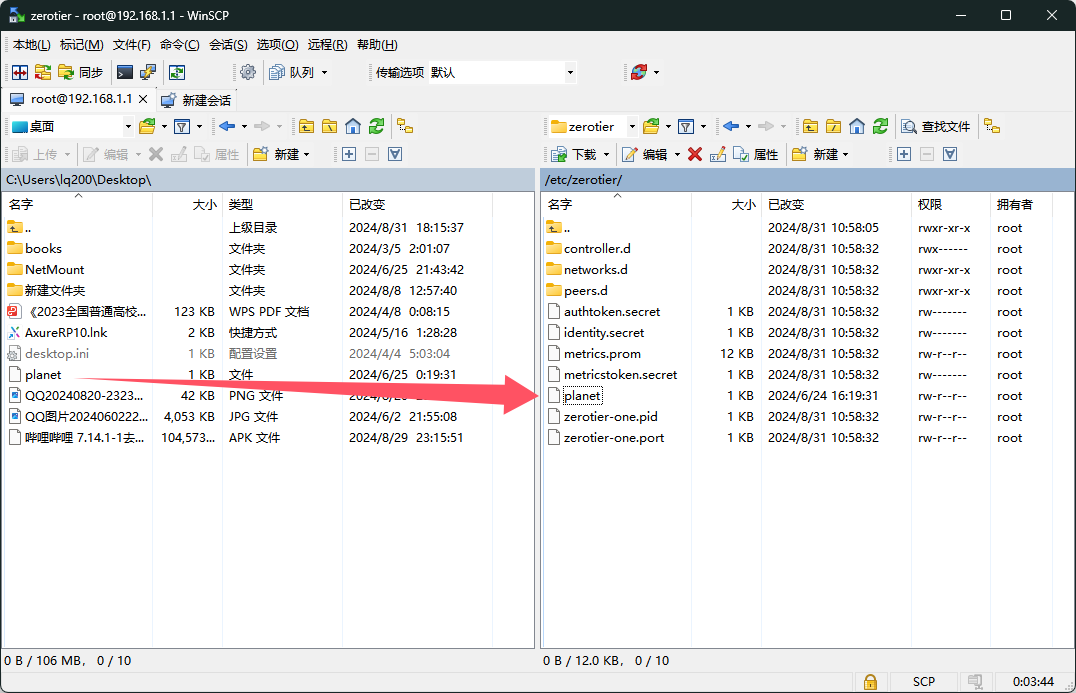 zerotier - root@192.168.1.1 - WinSCP
本地(L) 标记(M) 文件(F) 命令(C) 会话(S) 选项(O) 远程(R) 帮助(H)
同步 队列 传输选项 默认
root@192.168.1.1 新建会话
桌面 zerotier 查找文件
上传 编辑 属性 新建 下载 编辑 属性 新建
C:\Users\lq200\Desktop\ /etc/zerotier/
名字 大小 类型 已改变 名字 大小 已改变 权限 拥有者
.. 上级目录 2024/8/31 18:15:37 .. 2024/8/31 10:58:05 rwxr-xr-x root
books 文件夹 2024/3/5 2:01:07 controller.d 2024/8/31 10:58:32 rwx------ root
NetMount 文件夹 2024/6/25 21:43:42 networks.d 2024/8/31 10:58:32 rwxr-xr-x root
新建文件夹 文件夹 2024/8/8 12:57:40 peers.d 2024/8/31 10:58:32 rwxr-xr-x root
《2023全国普通高校... 123 KB WPS PDF 文档 2024/4/8 0:08:15 authtoken.secret 1 KB 2024/8/31 10:58:32 rw------- root
AxureRP10.lnk 2 KB 快捷方式 2024/5/16 1:28:28 identity.secret 1 KB 2024/8/31 10:58:32 rw------- root
desktop.ini 1 KB 配置设置 2024/4/4 5:03:04 metrics.prom 12 KB 2024/8/31 10:58:32 rw-r--r-- root
planet 1 KB 文件 2024/6/25 0:19:31 metricstoken.secret 1 KB 2024/8/31 10:58:32 rw------- root
QQ20240820-2323... 42 KB PNG 文件 planet 1 KB 2024/6/24 16:19:31 rw-r--r-- root
QQ图片2024060222... 4,053 KB JPG 文件 2024/6/2 21:55:08 zerotier-one.pid 1 KB 2024/8/31 10:58:32 rw-r--r-- root
哔哩哔哩 7.14.1-1去... 104,573... APK 文件 2024/8/29 23:15:51 zerotier-one.port 1 KB 2024/8/31 10:58:32 rw-r--r-- root
0 B / 106 MB, 0 / 10 0 B / 12.0 KB, 0 / 10
SCP 0:03:44